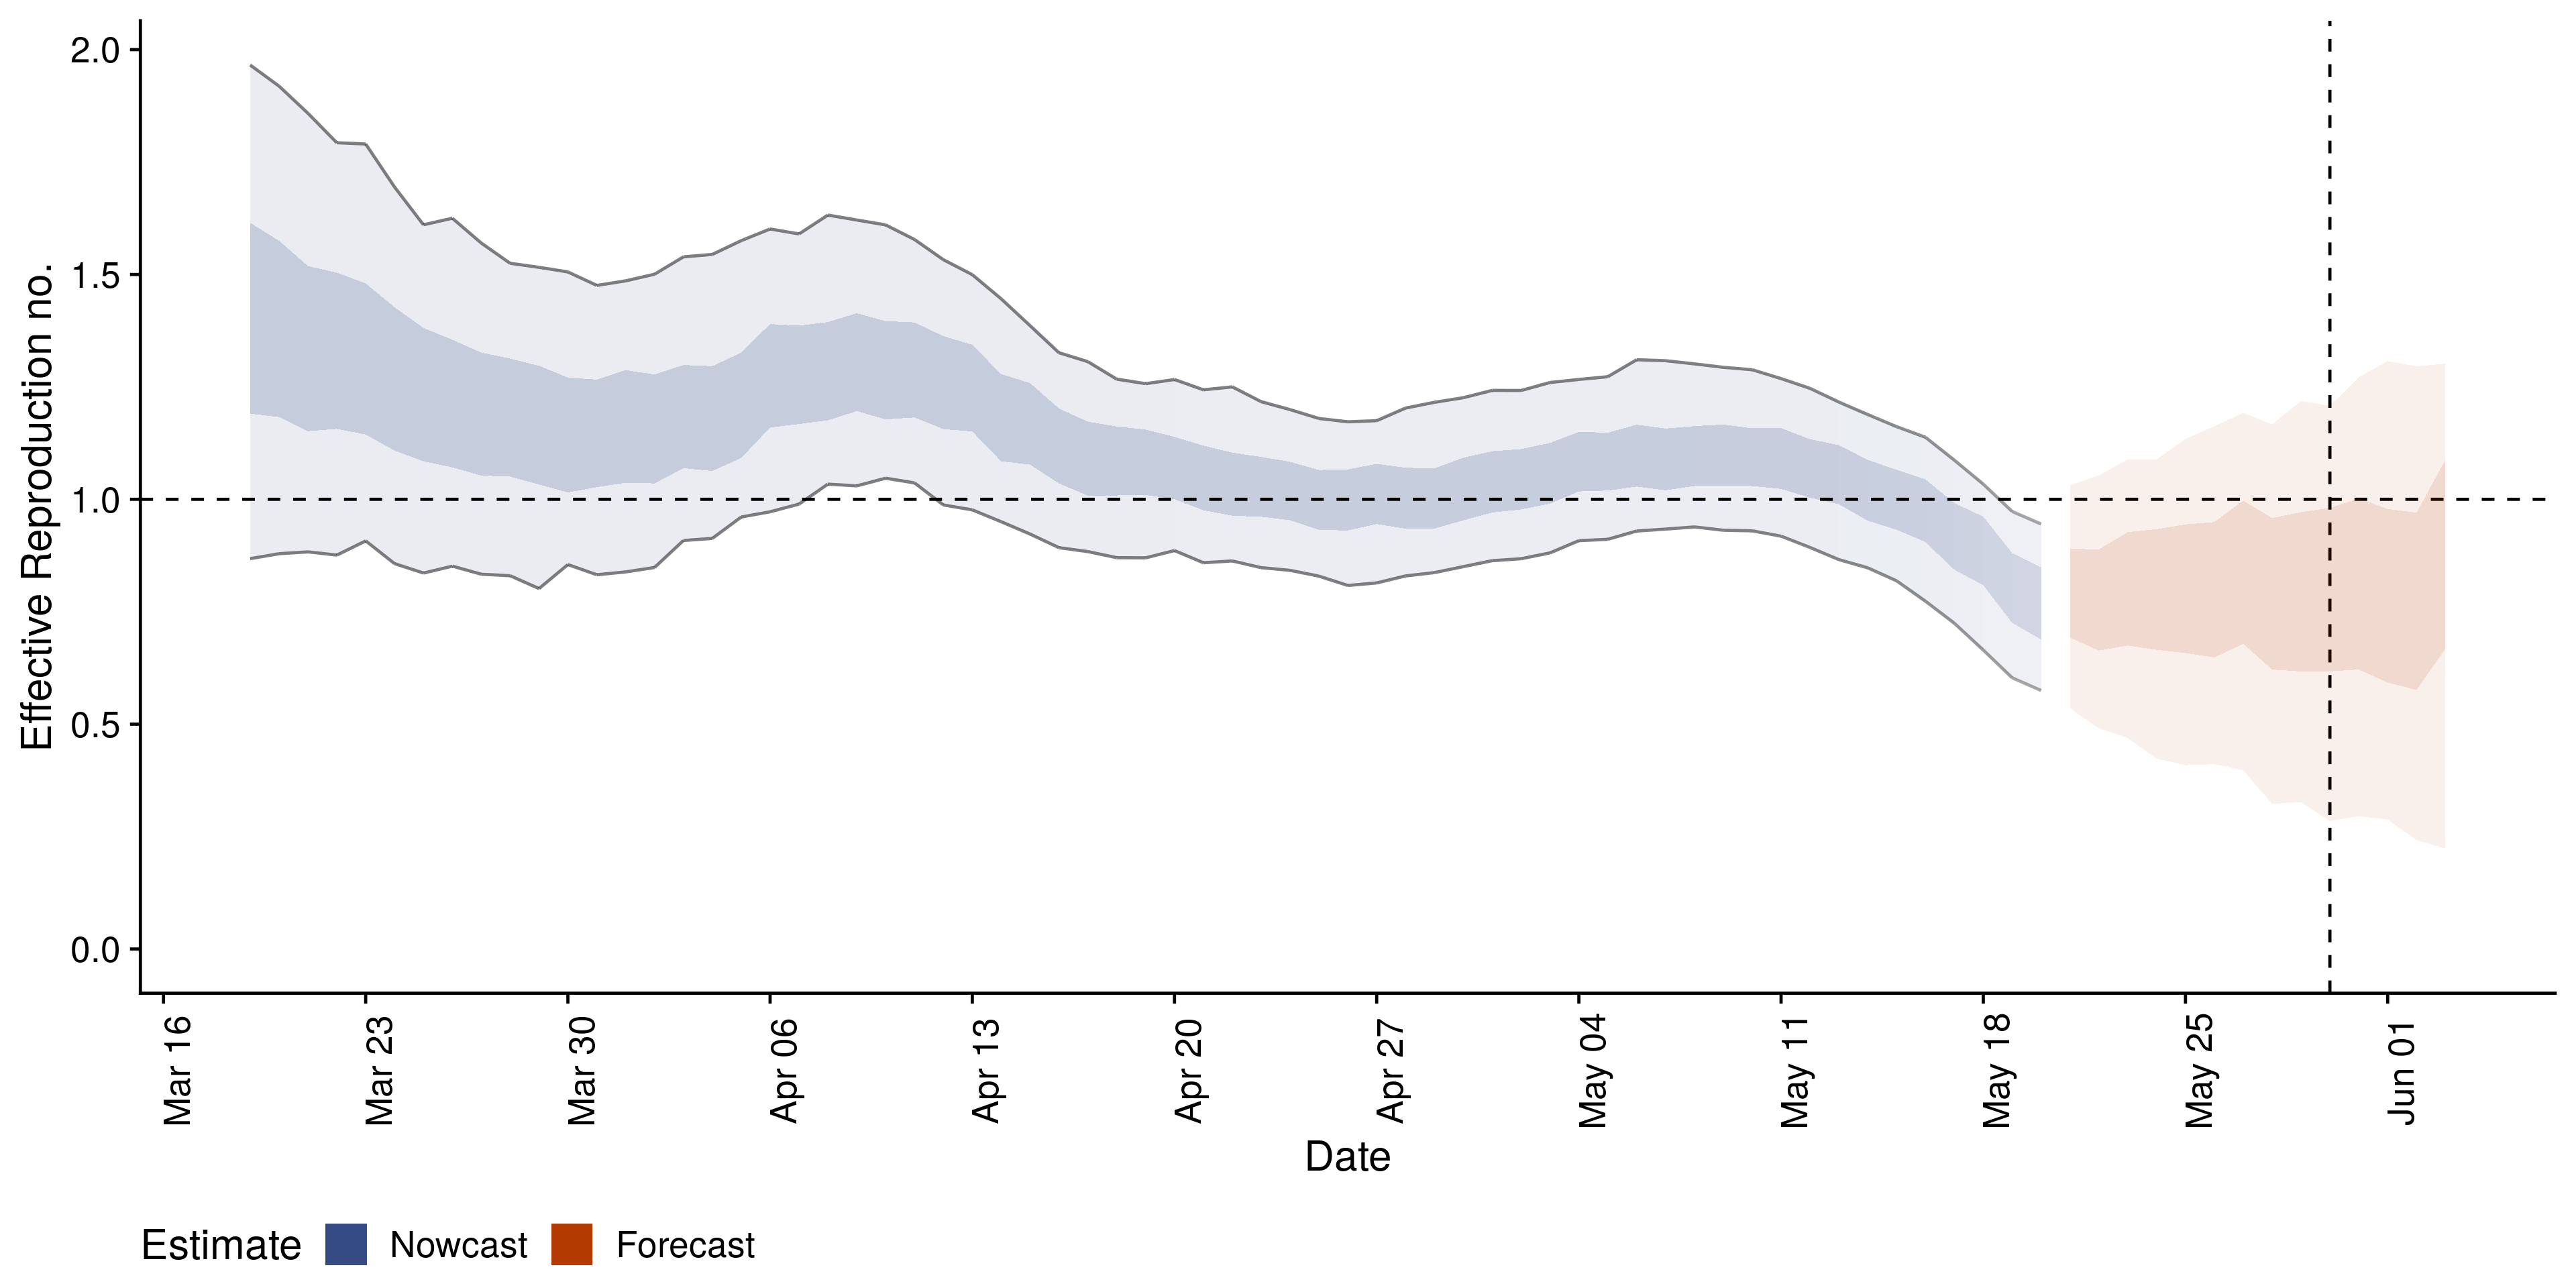 Effective Reproduction no.
2.0
1.5
1.0
0.5
0.0
Mar 16
Mar 23
Mar 30
Apr 06
Apr 13
Apr 20
Apr 27
May 04
May 11
May 18
May 25
Jun 01
Date
Estimate Nowcast Forecast